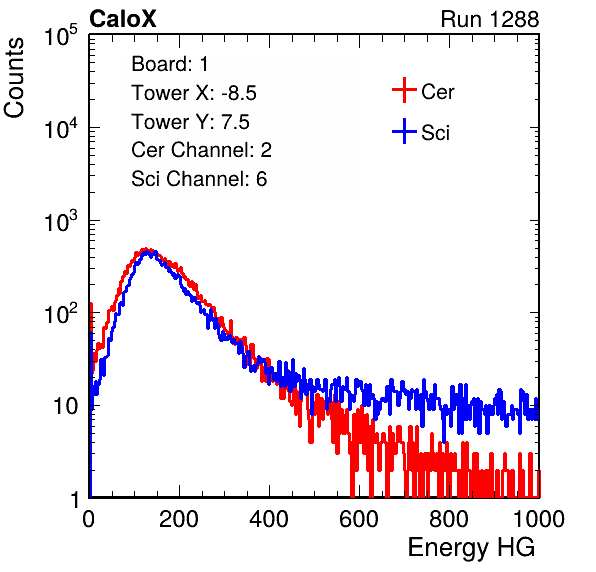 CaloX Run 1288
Counts
Board: 1
Tower X: -8.5
Tower Y: 7.5
Cer Channel: 2
Sci Channel: 6
Cer
Sci
10^5
10^4
10^3
10^2
10
1
0 200 400 600 800 1000
Energy HG